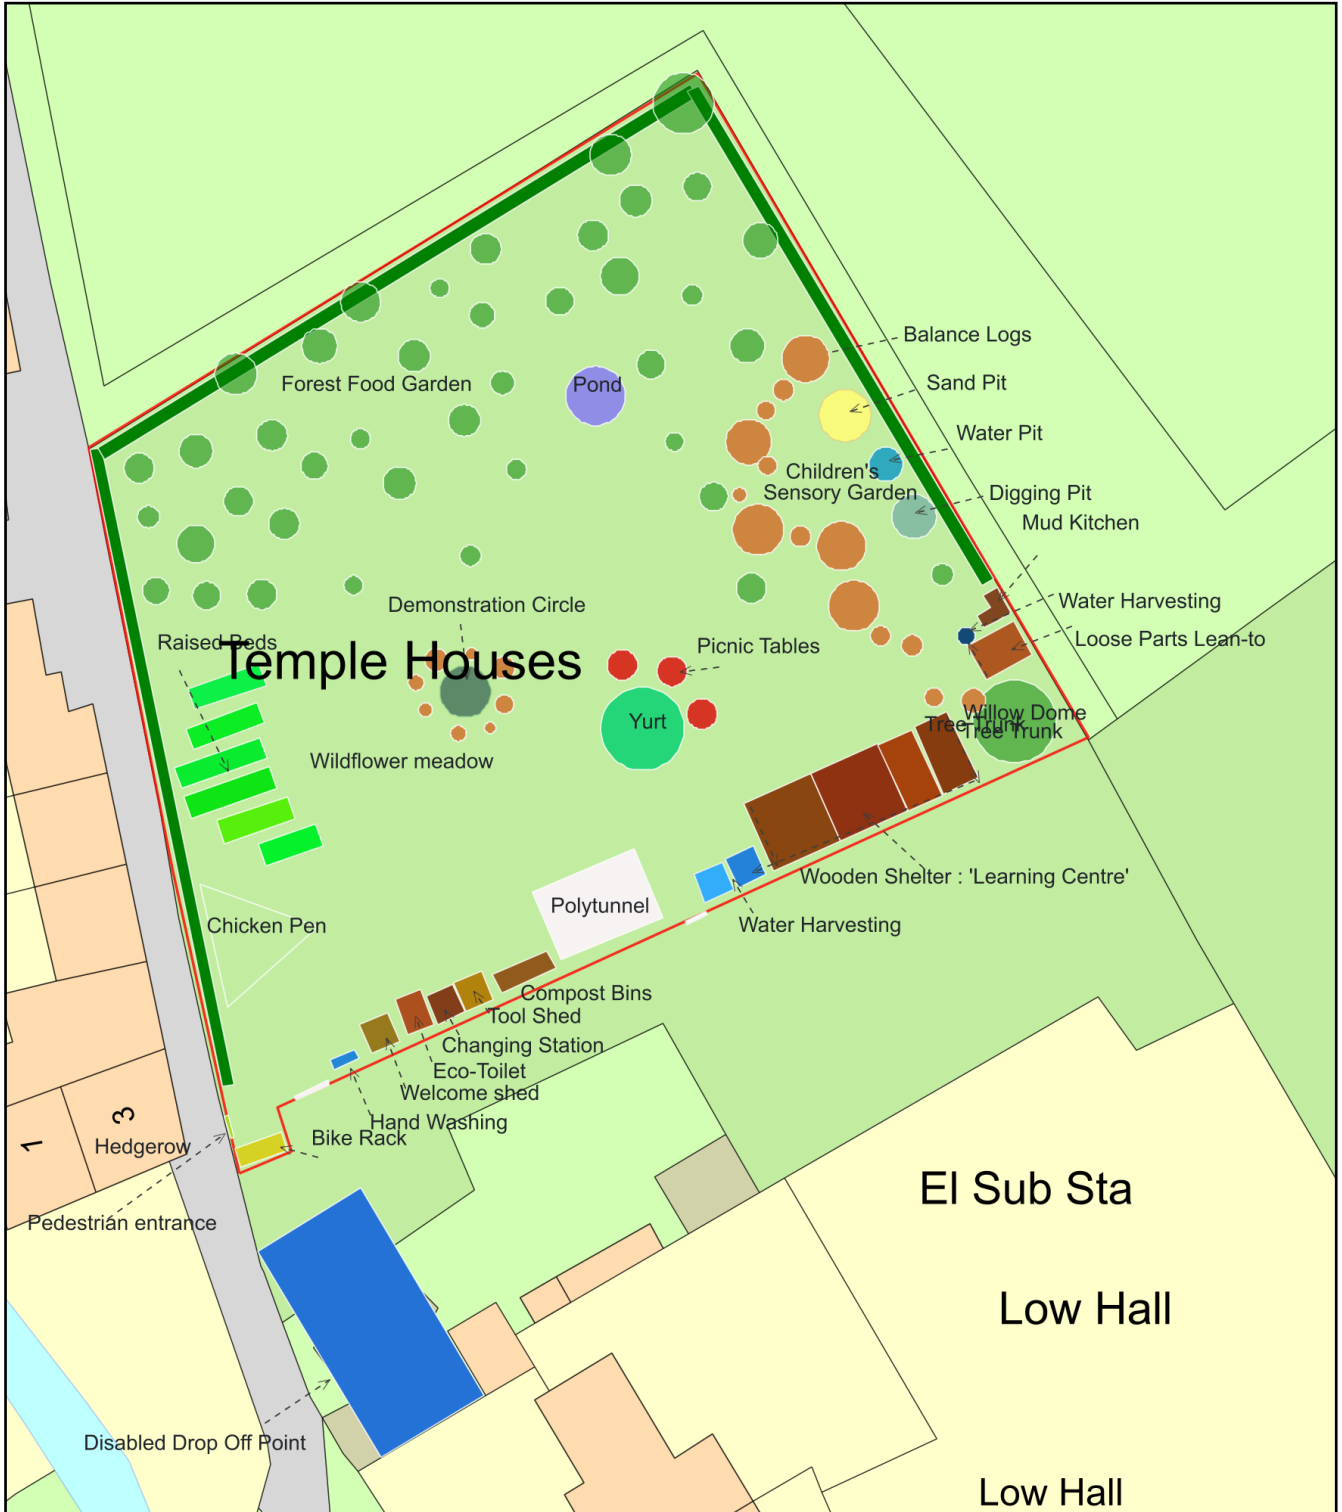 Balance Logs
Sand Pit
Forest Food Garden
Pond
Water Pit
Children's
Sensory Garden
Digging Pit
Mud Kitchen
Demonstration Circle
Water Harvesting
Raised Beds
Temple Houses
Picnic Tables
Loose Parts Lean-to
Willow Dome
Yurt
Tree Trunk
Tree Trunk
Wildflower meadow
Wooden Shelter : 'Learning Centre'
Polytunnel
Chicken Pen
Water Harvesting
Compost Bins
Tool Shed
Changing Station
Eco-Toilet
Welcome shed
Hand Washing
3
1
Hedgerow
Bike Rack
El Sub Sta
Pedestrian entrance
Low Hall
Disabled Drop Off Point
Low Hall